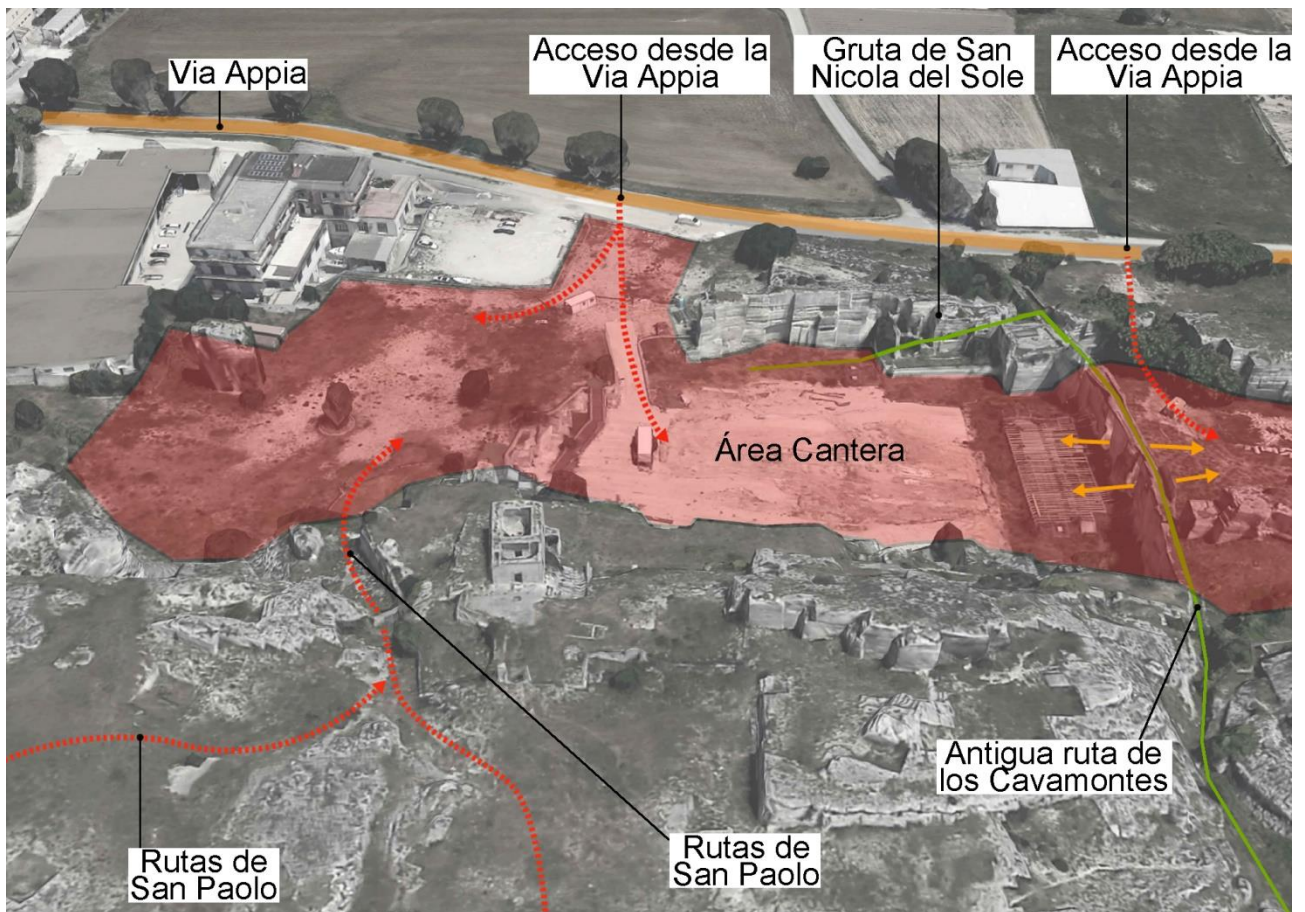 Via Appia
Acceso desde la
Via Appia
Gruta de San
Nicola del Sole
Acceso desde la
Via Appia
Área Cantera
Antigua ruta de
los Cavamontes
Rutas de
San Paolo
Rutas de
San Paolo